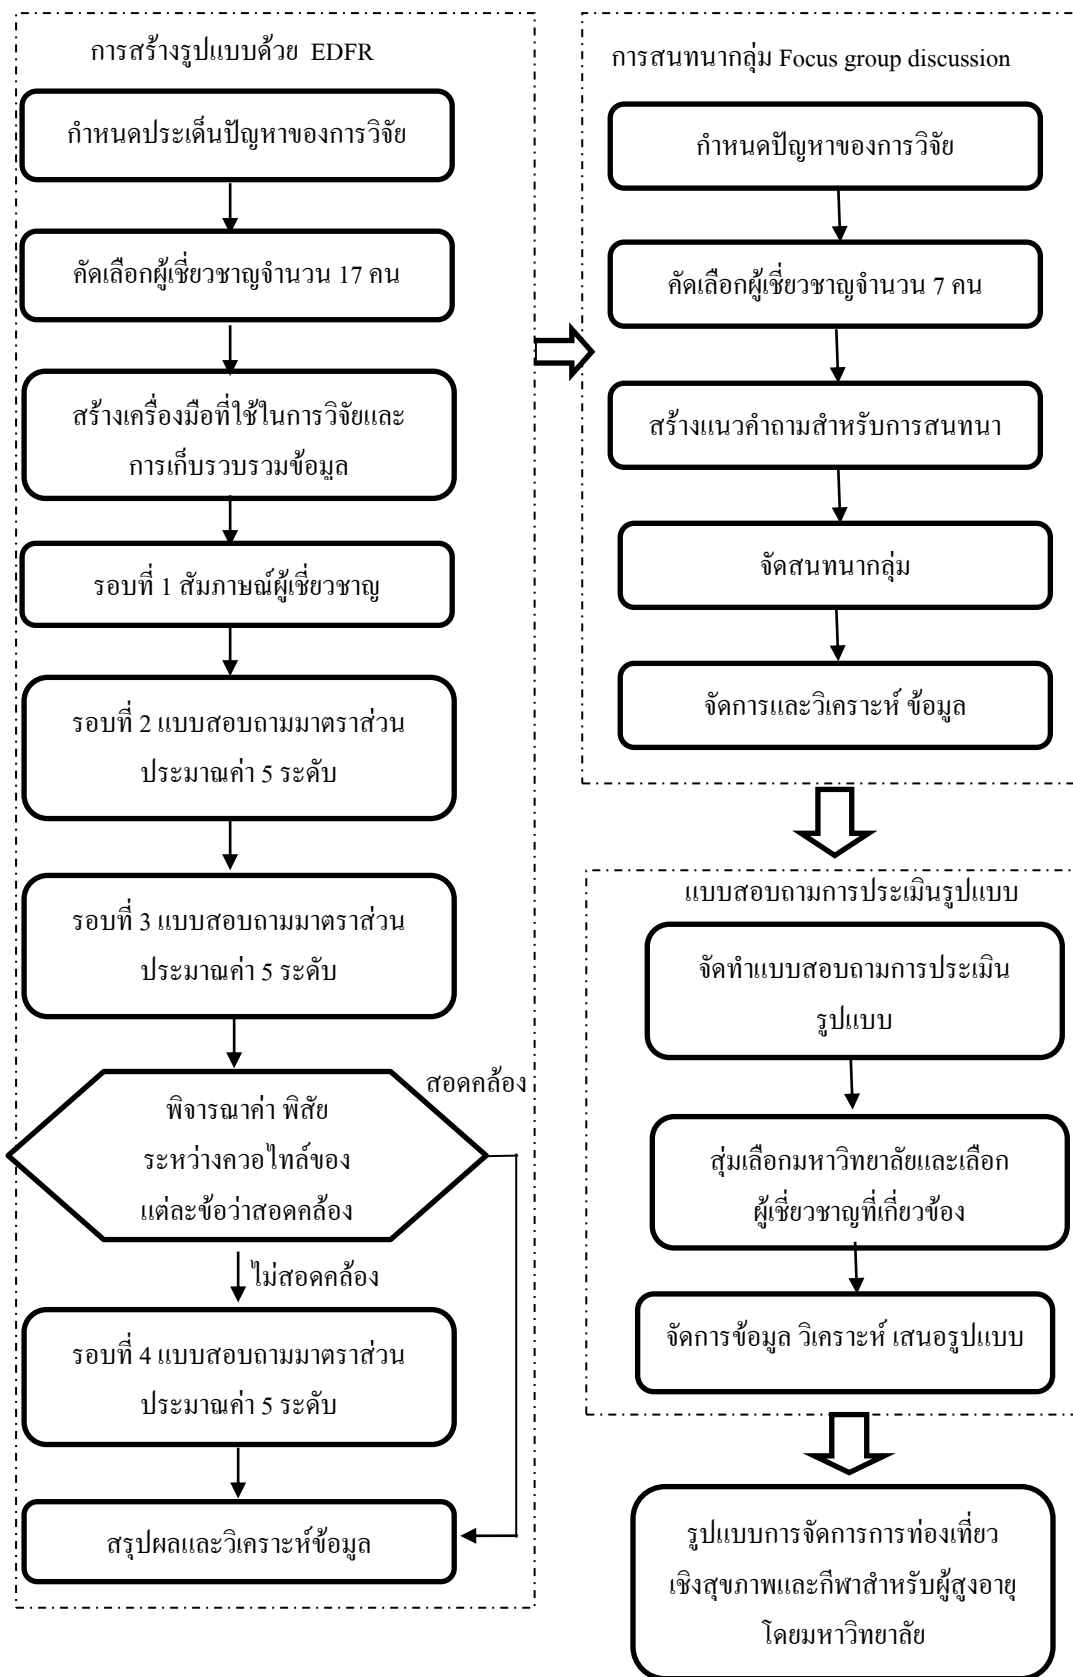 การสร้างรูปแบบด้วย EDFR
กำหนดประเด็นปัญหาของการวิจัย
คัดเลือกผู้เชี่ยวชาญจำนวน 17 คน
สร้างเครื่องมือที่ใช้ในการวิจัยและ
การเก็บรวบรวมข้อมูล
รอบที่ 1 สัมภาษณ์ผู้เชี่ยวชาญ
รอบที่ 2 แบบสอบถามมาตราส่วน
ประมาณค่า 5 ระดับ
รอบที่ 3 แบบสอบถามมาตราส่วน
ประมาณค่า 5 ระดับ
สอดคล้อง
พิจารณาค่า พิสัย
ระหว่างควอไทล์ของ
แต่ละข้อว่าสอดคล้อง
ไม่สอดคล้อง
รอบที่ 4 แบบสอบถามมาตราส่วน
ประมาณค่า 5 ระดับ
สรุปผลและวิเคราะห์ข้อมูล
การสนทนากลุ่ม Focus group discussion
กำหนดปัญหาของการวิจัย
คัดเลือกผู้เชี่ยวชาญจำนวน 7 คน
สร้างแนวคำถามสำหรับการสนทนา
จัดสนทนากลุ่ม
จัดการและวิเคราะห์ ข้อมูล
แบบสอบถามการประเมินรูปแบบ
จัดทำแบบสอบถามการประเมิน
รูปแบบ
สุ่มเลือกมหาวิทยาลัยและเลือก
ผู้เชี่ยวชาญที่เกี่ยวข้อง
จัดการข้อมูล วิเคราะห์ เสนอรูปแบบ
รูปแบบการจัดการการท่องเที่ยว
เชิงสุขภาพและกีฬาสำหรับผู้สูงอายุ
โดยมหาวิทยาลัย